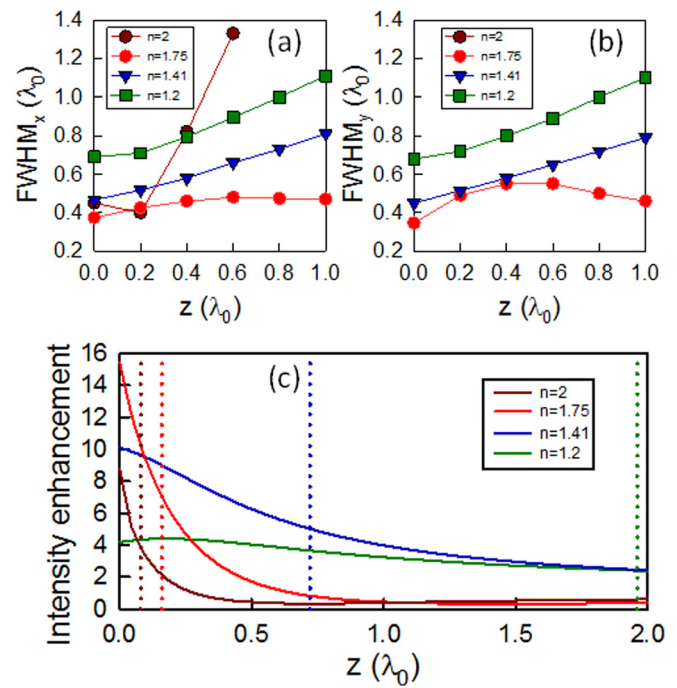 (a)
n=2
n=1.75
n=1.41
n=1.2
FWHMx (λ0)
1.4
1.2
1.0
0.8
0.6
0.4
0.2
0.0 0.2 0.4 0.6 0.8 1.0
z (λ0)
(b)
n=2
n=1.75
n=1.41
n=1.2
FWHMy (λ0)
1.4
1.2
1.0
0.8
0.6
0.4
0.2
0.0 0.2 0.4 0.6 0.8 1.0
z (λ0)
(c)
n=2
n=1.75
n=1.41
n=1.2
Intensity enhancement
16
14
12
10
8
6
4
2
0
0.0 0.5 1.0 1.5 2.0
z (λ0)